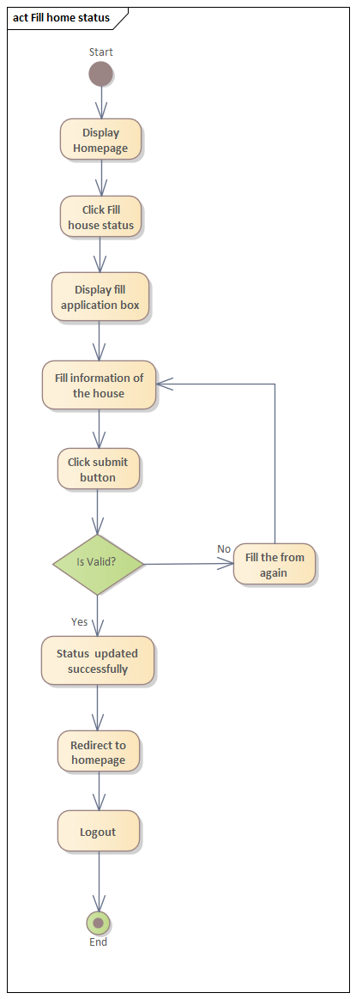 act Fill home status
Start
Display
Homepage
Click Fill
house status
Display fill
application box
Fill information of
the house
Click submit
button
Is Valid?
No
Fill the from
again
Yes
Status updated
successfully
Redirect to
homepage
Logout
End